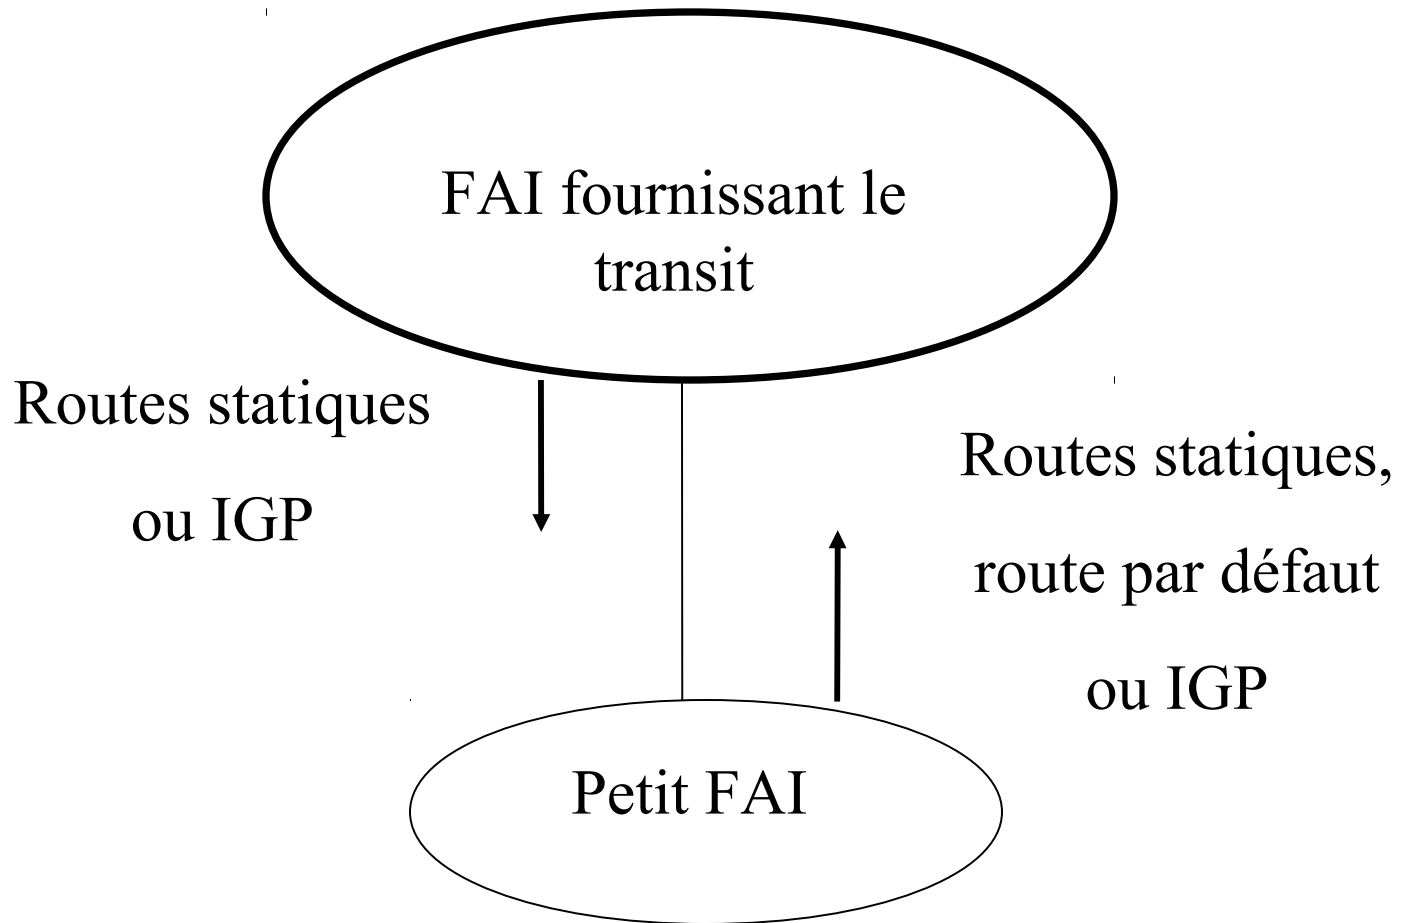 FAI fournissant le
transit
Routes statiques
ou IGP
Routes statiques,
route par défaut
ou IGP
Petit FAI